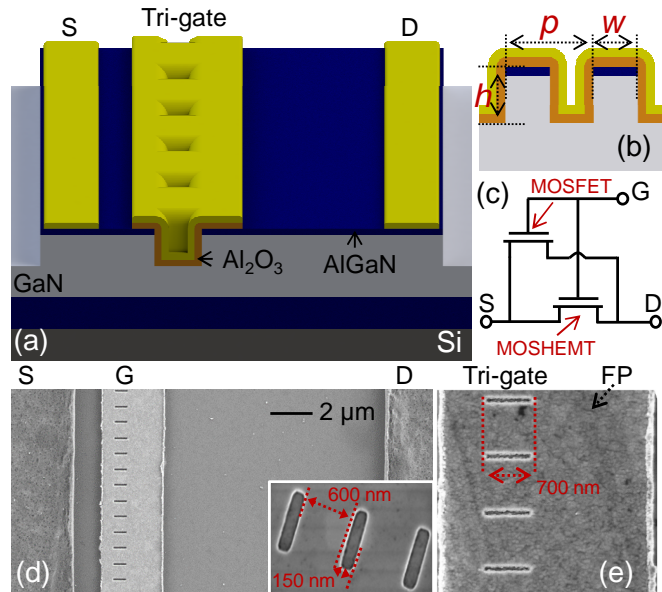 S
Tri-gate
D
GaN
Al₂O₃
AlGaN
(a)
Si
p
w
h
(b)
(c)
MOSFET
G
S
D
MOSHEMT
S
G
D
2 µm
600 nm
150 nm
(d)
Tri-gate
FP
700 nm
(e)